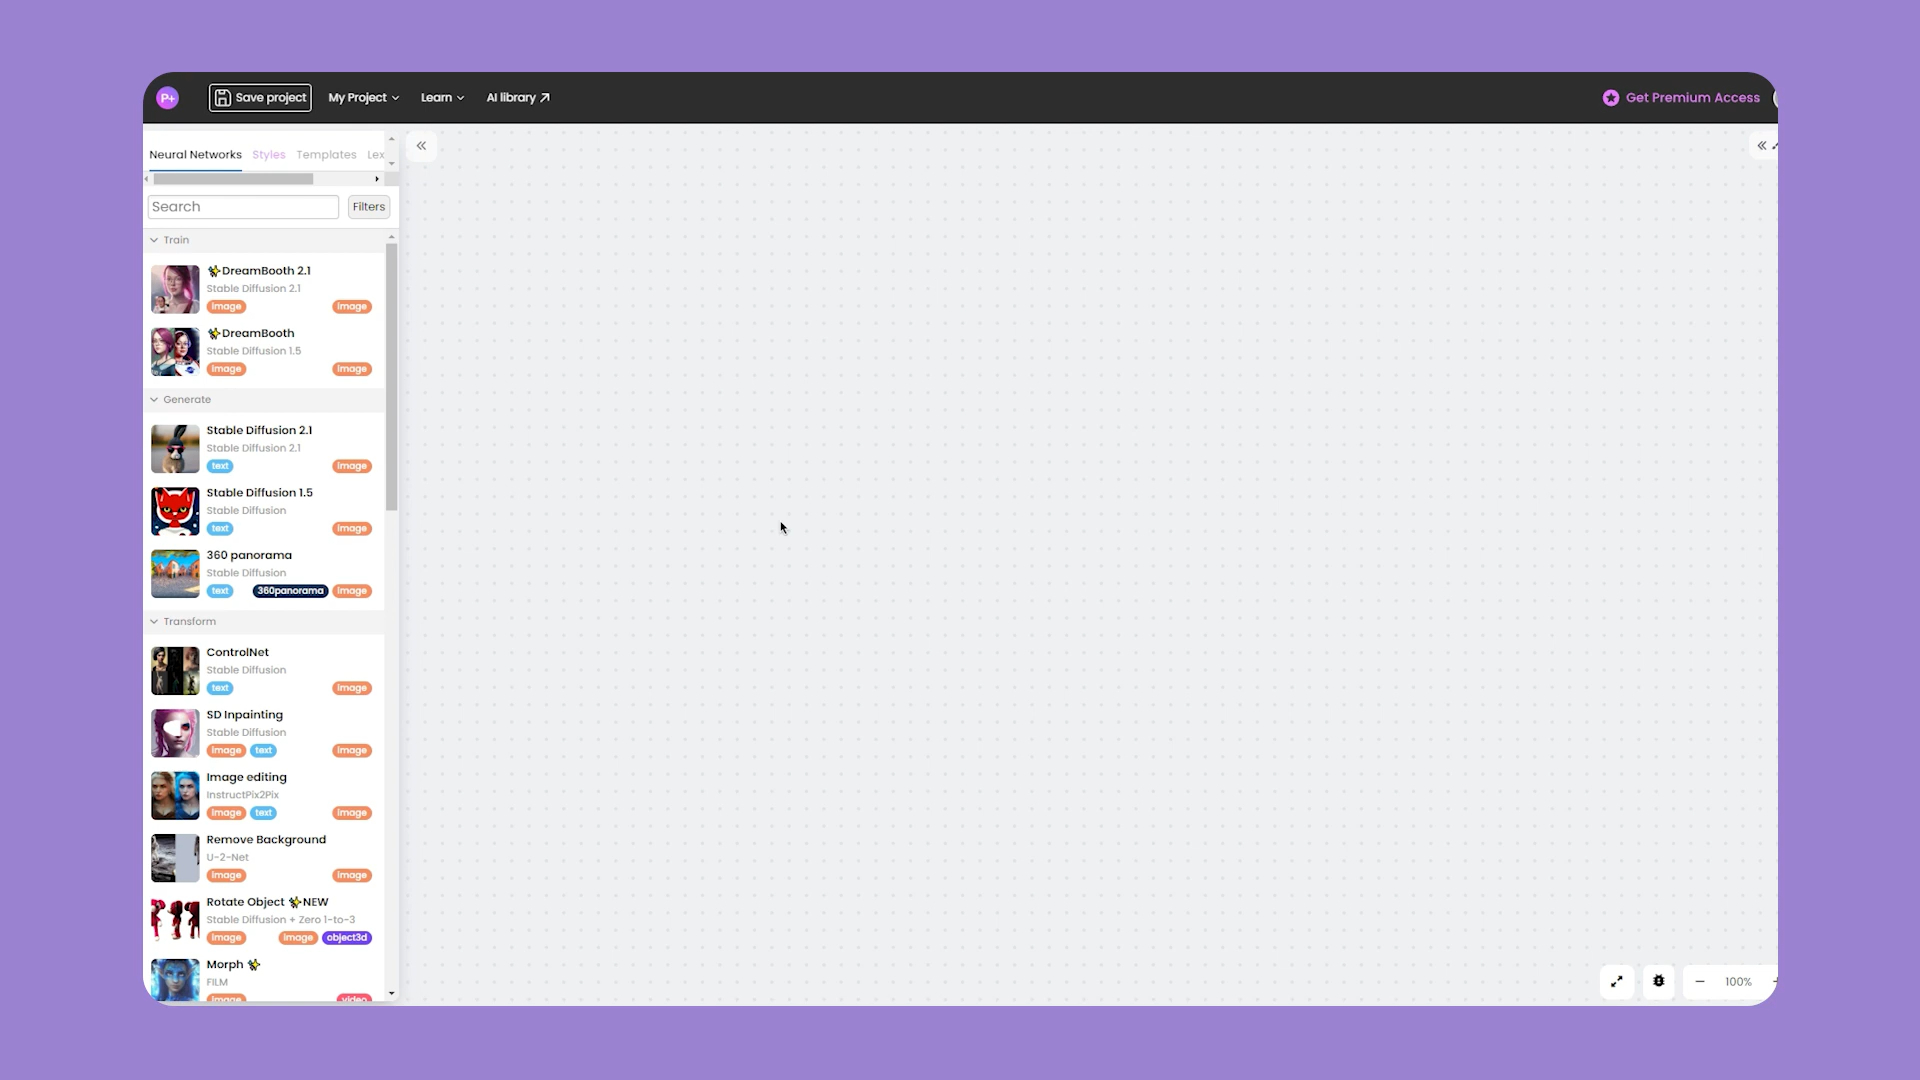 P+
Save project
My Project
Learn
AI library
Get Premium Access
Neural Networks Styles Templates Lex
Search
Filters
Train
DreamBooth 2.1
Stable Diffusion 2.1
image image
DreamBooth
Stable Diffusion 1.5
image image
Generate
Stable Diffusion 2.1
Stable Diffusion 2.1
text image
Stable Diffusion 1.5
Stable Diffusion
text image
360 panorama
Stable Diffusion
text 360panorama image
Transform
ControlNet
Stable Diffusion
text image
SD Inpainting
Stable Diffusion
image text image
Image editing
InstructPix2Pix
image text image
Remove Background
U-2-Net
image image
Rotate Object NEW
Stable Diffusion + Zero 1-to-3
image image object3d
Morph
FILM
image video
100%